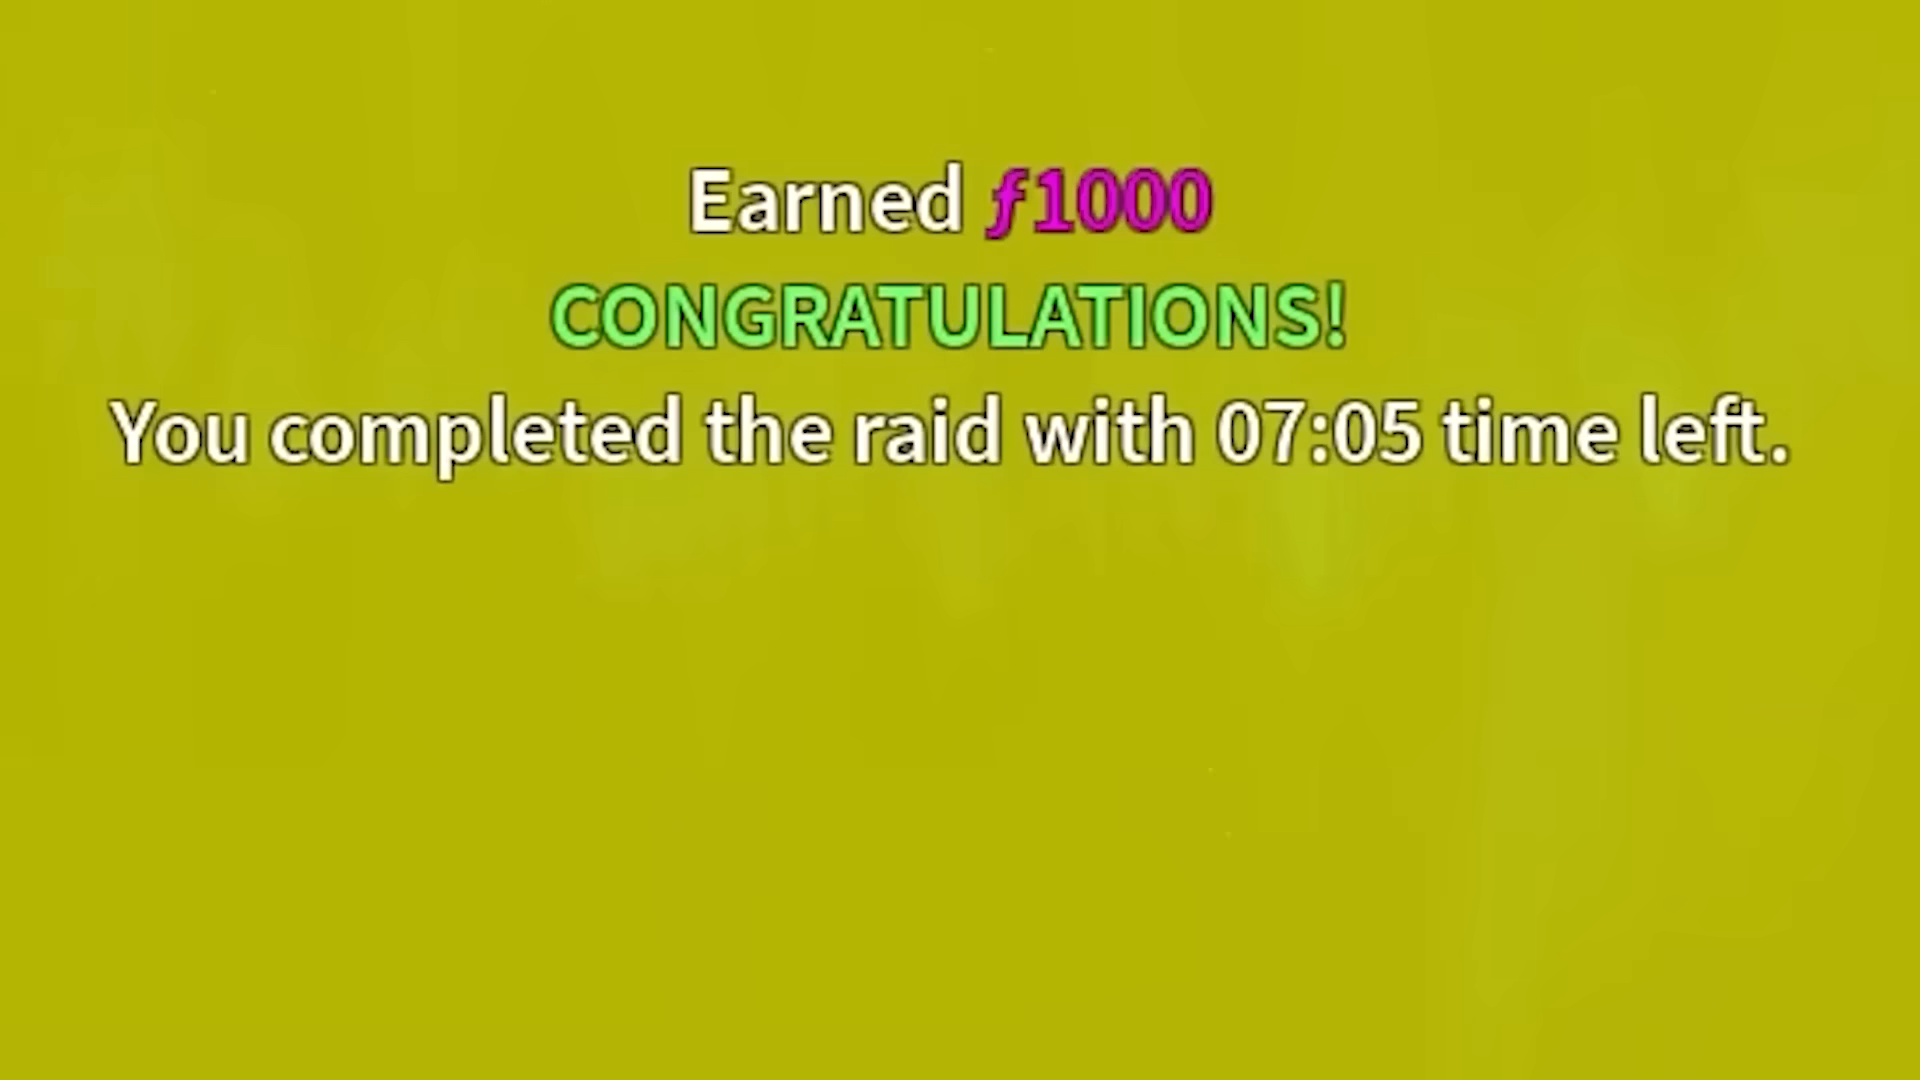 Earned ƒ1000
CONGRATULATIONS!
You completed the raid with 07:05 time left.